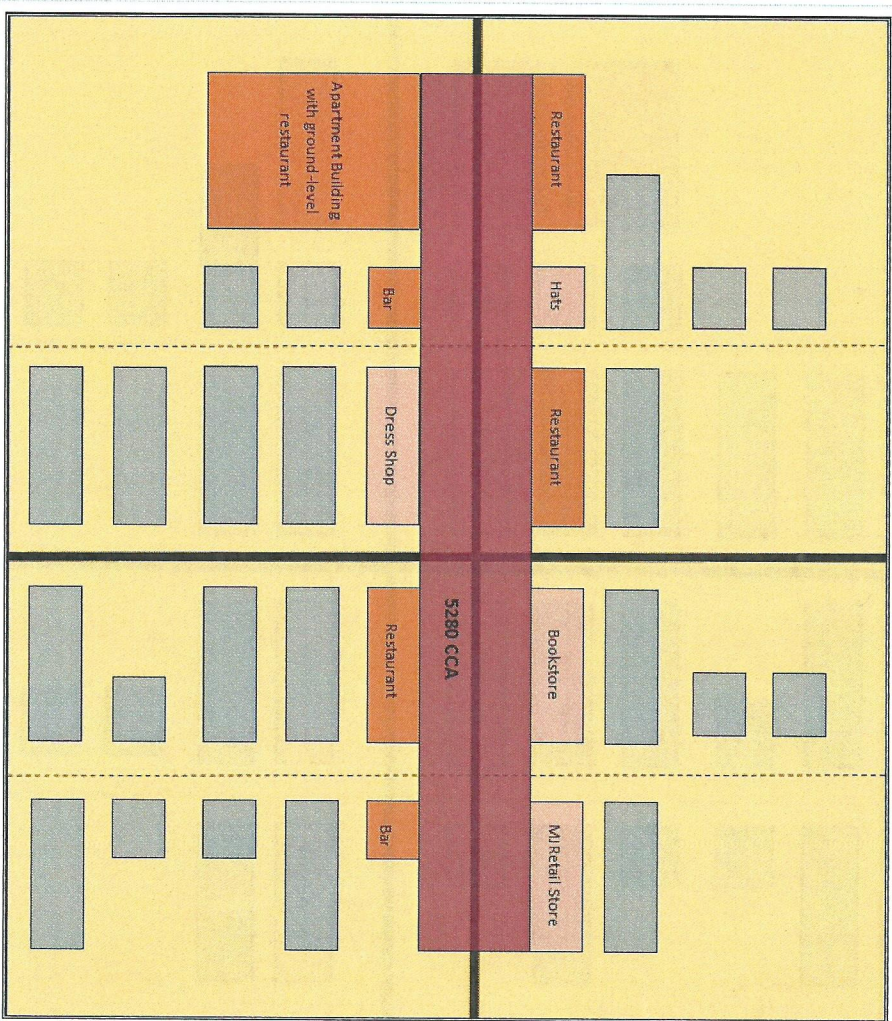 Restaurant
Hats
Restaurant
Bookstore
MJ Retail Store
5280 CCA
Apartment Building
with ground-level
restaurant
Bar
Dress Shop
Restaurant
Bar